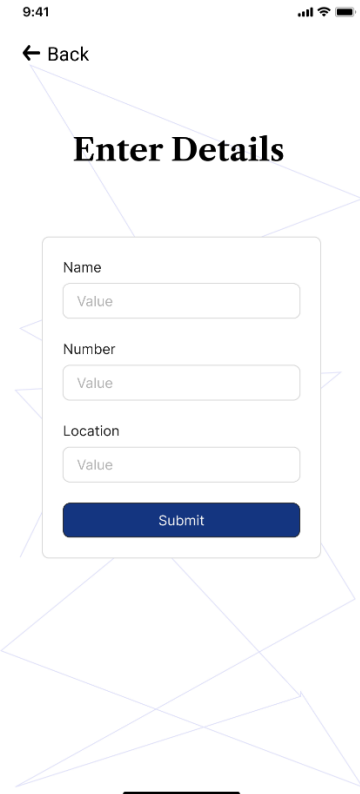 9:41
Back
Enter Details
Name
Value
Number
Value
Location
Value
Submit